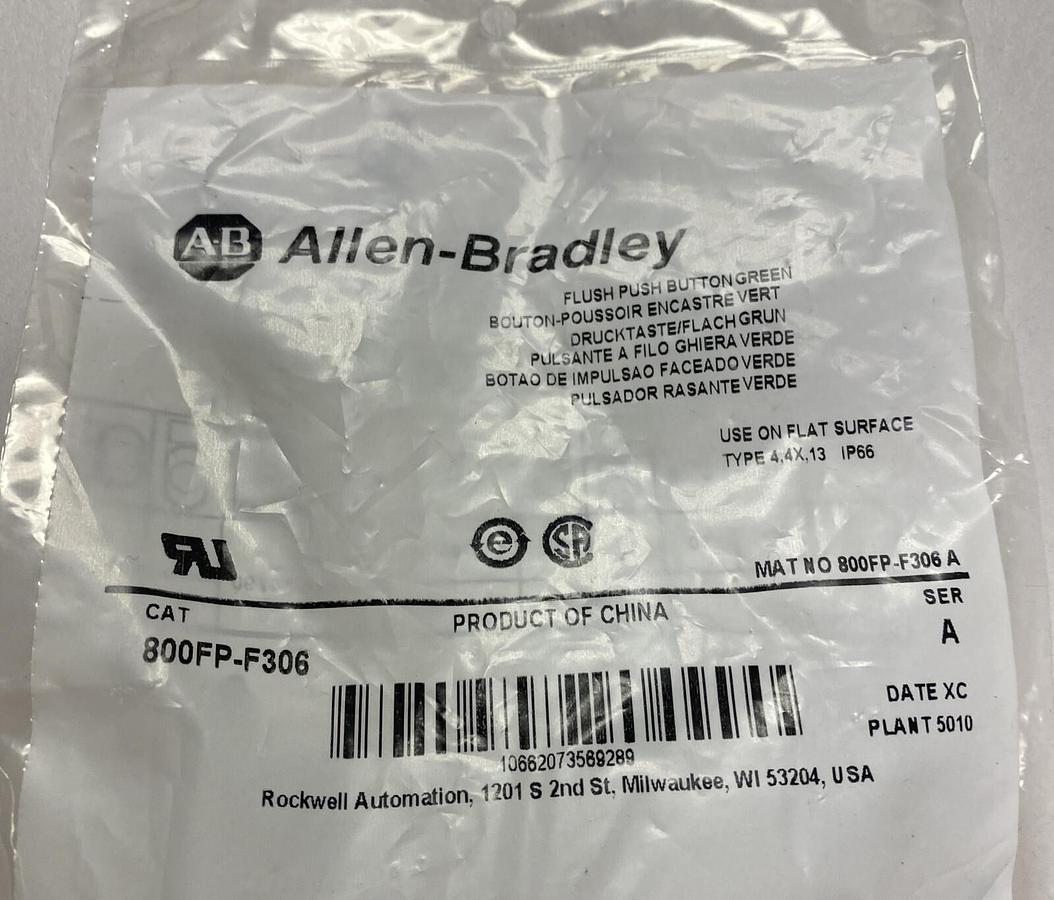 A-B Allen-Bradley
FLUSH PUSH BUTTON GREEN
BOUTON-POUSSOIR ENCASTRE VERT
DRUCKTASTE/FLACH GRUN
PULSANTE A FILO GHIERA VERDE
BOTAO DE IMPULSAO FACEADO VERDE
PULSADOR RASANTE VERDE
USE ON FLAT SURFACE
TYPE 4,4X,13 IP66
MAT NO 800FP-F306 A
CAT
PRODUCT OF CHINA
SER
800FP-F306
A
DATE XC
PLANT 5010
10662073569289
Rockwell Automation, 1201 S 2nd St, Milwaukee, WI 53204, USA